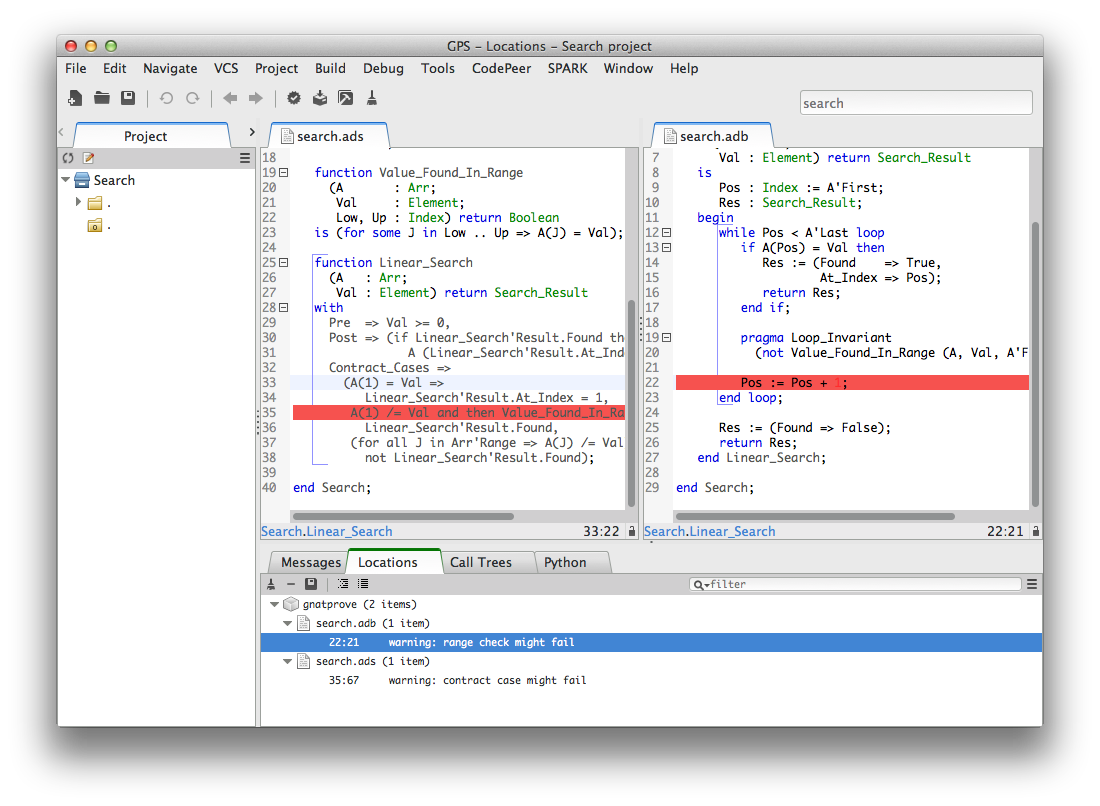 GPS - Locations - Search project
File Edit Navigate VCS Project Build Debug Tools CodePeer SPARK Window Help
search
Project
Search
.
.
search.ads
18
19 function Value_Found_In_Range
20 (A : Arr;
21 Val : Element;
22 Low, Up : Index) return Boolean
23 is (for some J in Low .. Up => A(J) = Val);
24
25 function Linear_Search
26 (A : Arr;
27 Val : Element) return Search_Result
28 with
29 Pre => Val >= 0,
30 Post => (if Linear_Search'Result.Found the
31 A (Linear_Search'Result.At_Inde
32 Contract_Cases =>
33 (A(1) = Val =>
34 Linear_Search'Result.At_Index = 1,
35 A(1) /= Val and then Value_Found_In_Ra
36 Linear_Search'Result.Found,
37 (for all J in Arr'Range => A(J) /= Val
38 not Linear_Search'Result.Found);
39
40 end Search;
Search.Linear_Search 33:22
search.adb
7 Val : Element) return Search_Result
8 is
9 Pos : Index := A'First;
10 Res : Search_Result;
11 begin
12 while Pos < A'Last loop
13 if A(Pos) = Val then
14 Res := (Found => True,
15 At_Index => Pos);
16 return Res;
17 end if;
18
19 pragma Loop_Invariant
20 (not Value_Found_In_Range (A, Val, A'F
21
22 Pos := Pos + 1;
23 end loop;
24
25 Res := (Found => False);
26 return Res;
27 end Linear_Search;
28
29 end Search;
Search.Linear_Search 22:21
Messages Locations Call Trees Python
filter
gnatprove (2 items)
search.adb (1 item)
22:21 warning: range check might fail
search.ads (1 item)
35:67 warning: contract case might fail